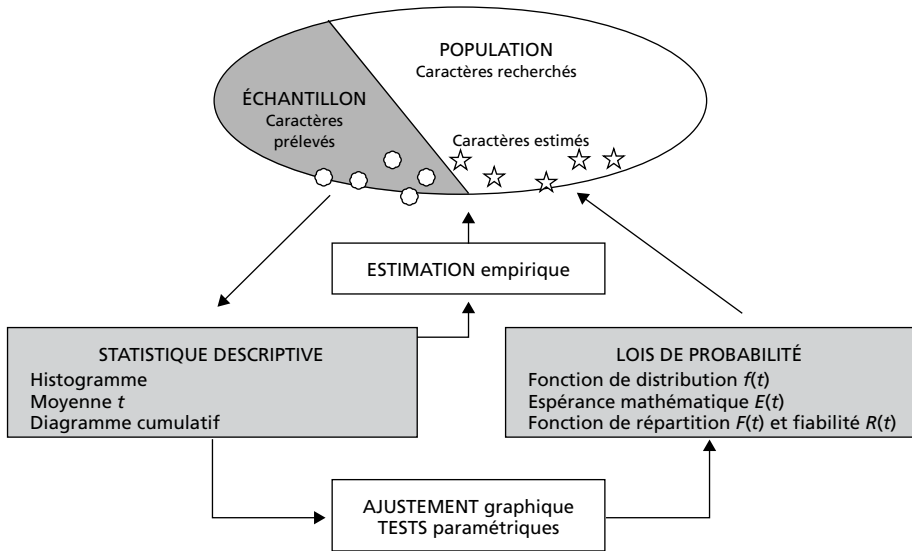 POPULATION
Caractères recherchés
ÉCHANTILLON
Caractères
prélevés
Caractères estimés
ESTIMATION empirique
STATISTIQUE DESCRIPTIVE
Histogramme
Moyenne t
Diagramme cumulatif
LOIS DE PROBABILITÉ
Fonction de distribution f(t)
Espérance mathématique E(t)
Fonction de répartition F(t) et fiabilité R(t)
AJUSTEMENT graphique
TESTS paramétriques